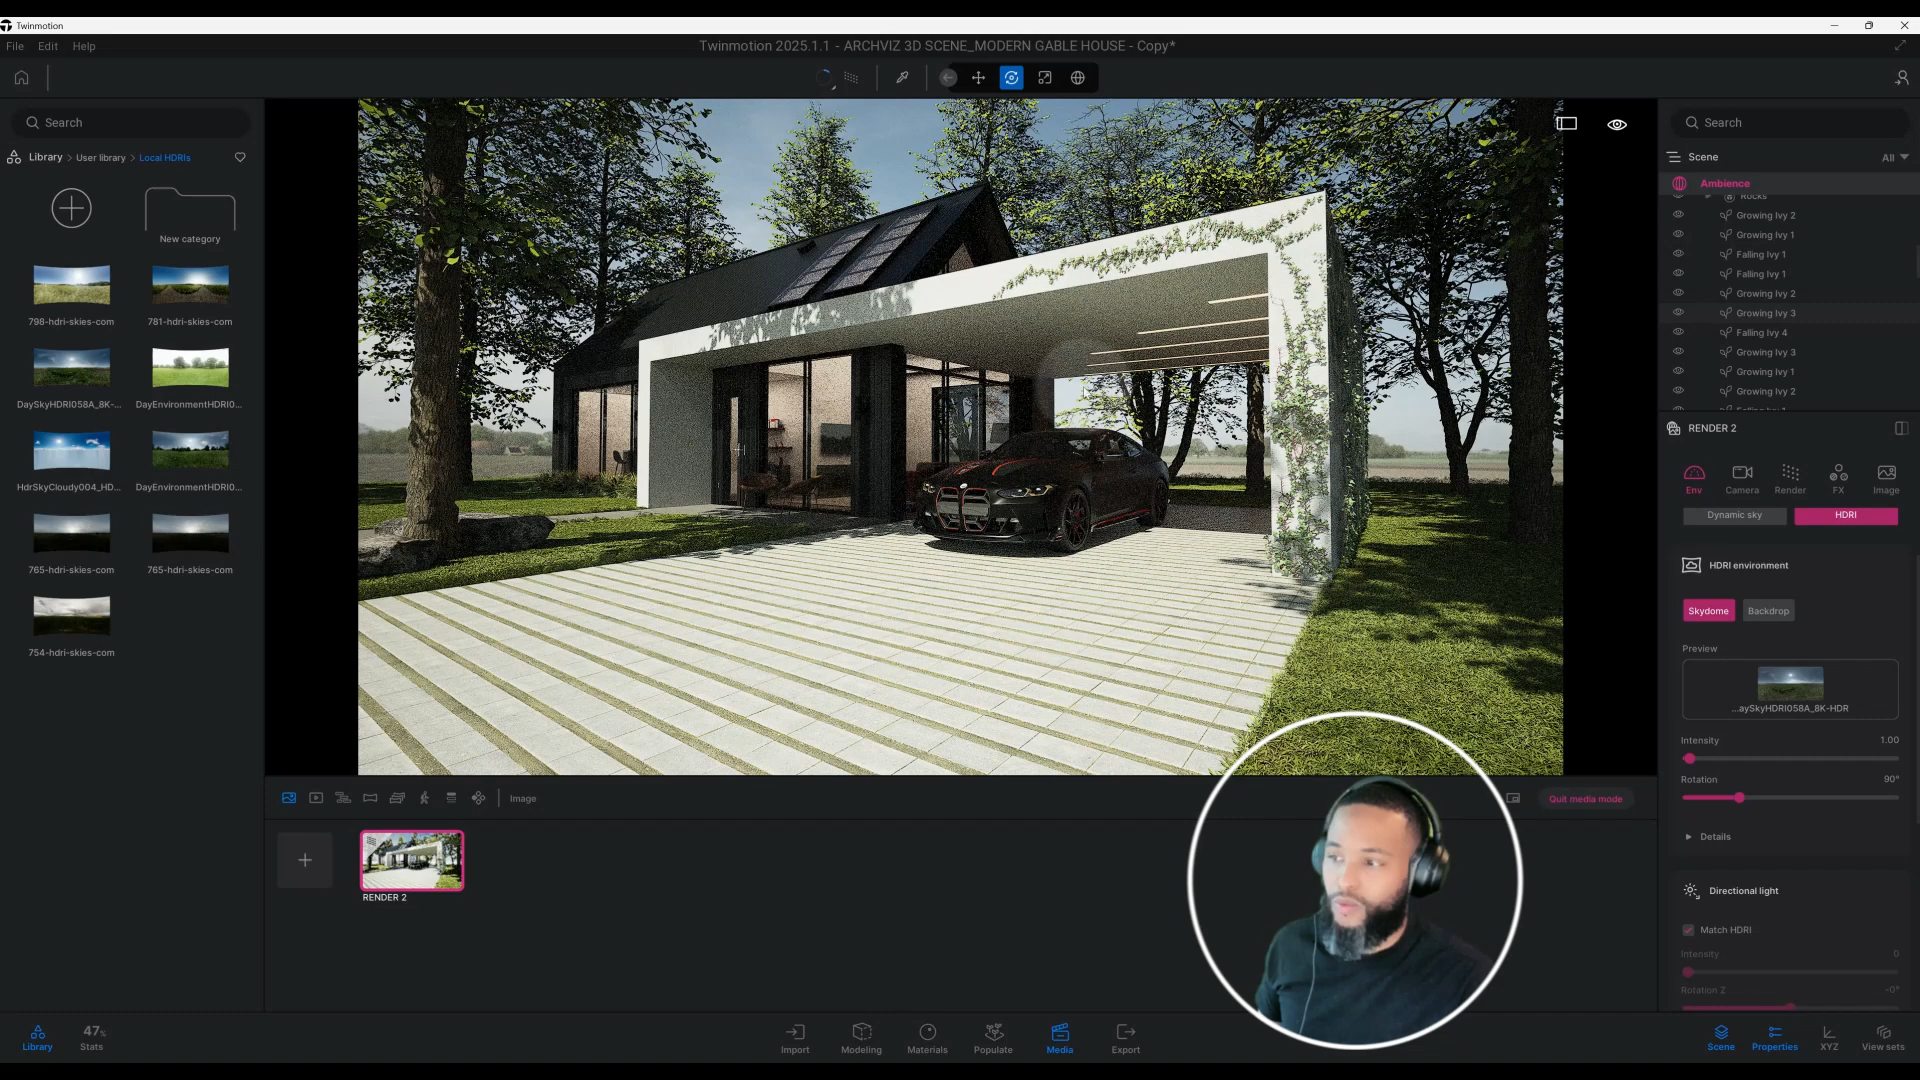 Twinmotion
File Edit Help
Twinmotion 2025.1.1 - ARCHVIZ 3D SCENE_MODERN GABLE HOUSE - Copy*
Search
Library > User library > Local HDRIs
New category
798-hdri-skies-com
781-hdri-skies-com
DaySkyHDRI058A_8K-...
DayEnvironmentHDRI0...
HdrSkyCloudy004_HD...
DayEnvironmentHDRI0...
765-hdri-skies-com
765-hdri-skies-com
754-hdri-skies-com
Search
Scene
All
Ambience
Rocks
Growing Ivy 2
Growing Ivy 1
Falling Ivy 1
Falling Ivy 1
Growing Ivy 2
Growing Ivy 3
Falling Ivy 4
Growing Ivy 3
Growing Ivy 1
Growing Ivy 2
RENDER 2
Env Camera Render FX Image
Dynamic sky HDRI
HDRI environment
Skydome Backdrop
Preview
...aySkyHDRI058A_8K-HDR
Intensity 1.00
Rotation 90°
Details
Directional light
Match HDRI
Intensity 0
Rotation Z -0°
Image
Quit media mode
RENDER 2
Library
47%
Stats
Import Modeling Materials Populate Media Export
Scene Properties XYZ View sets